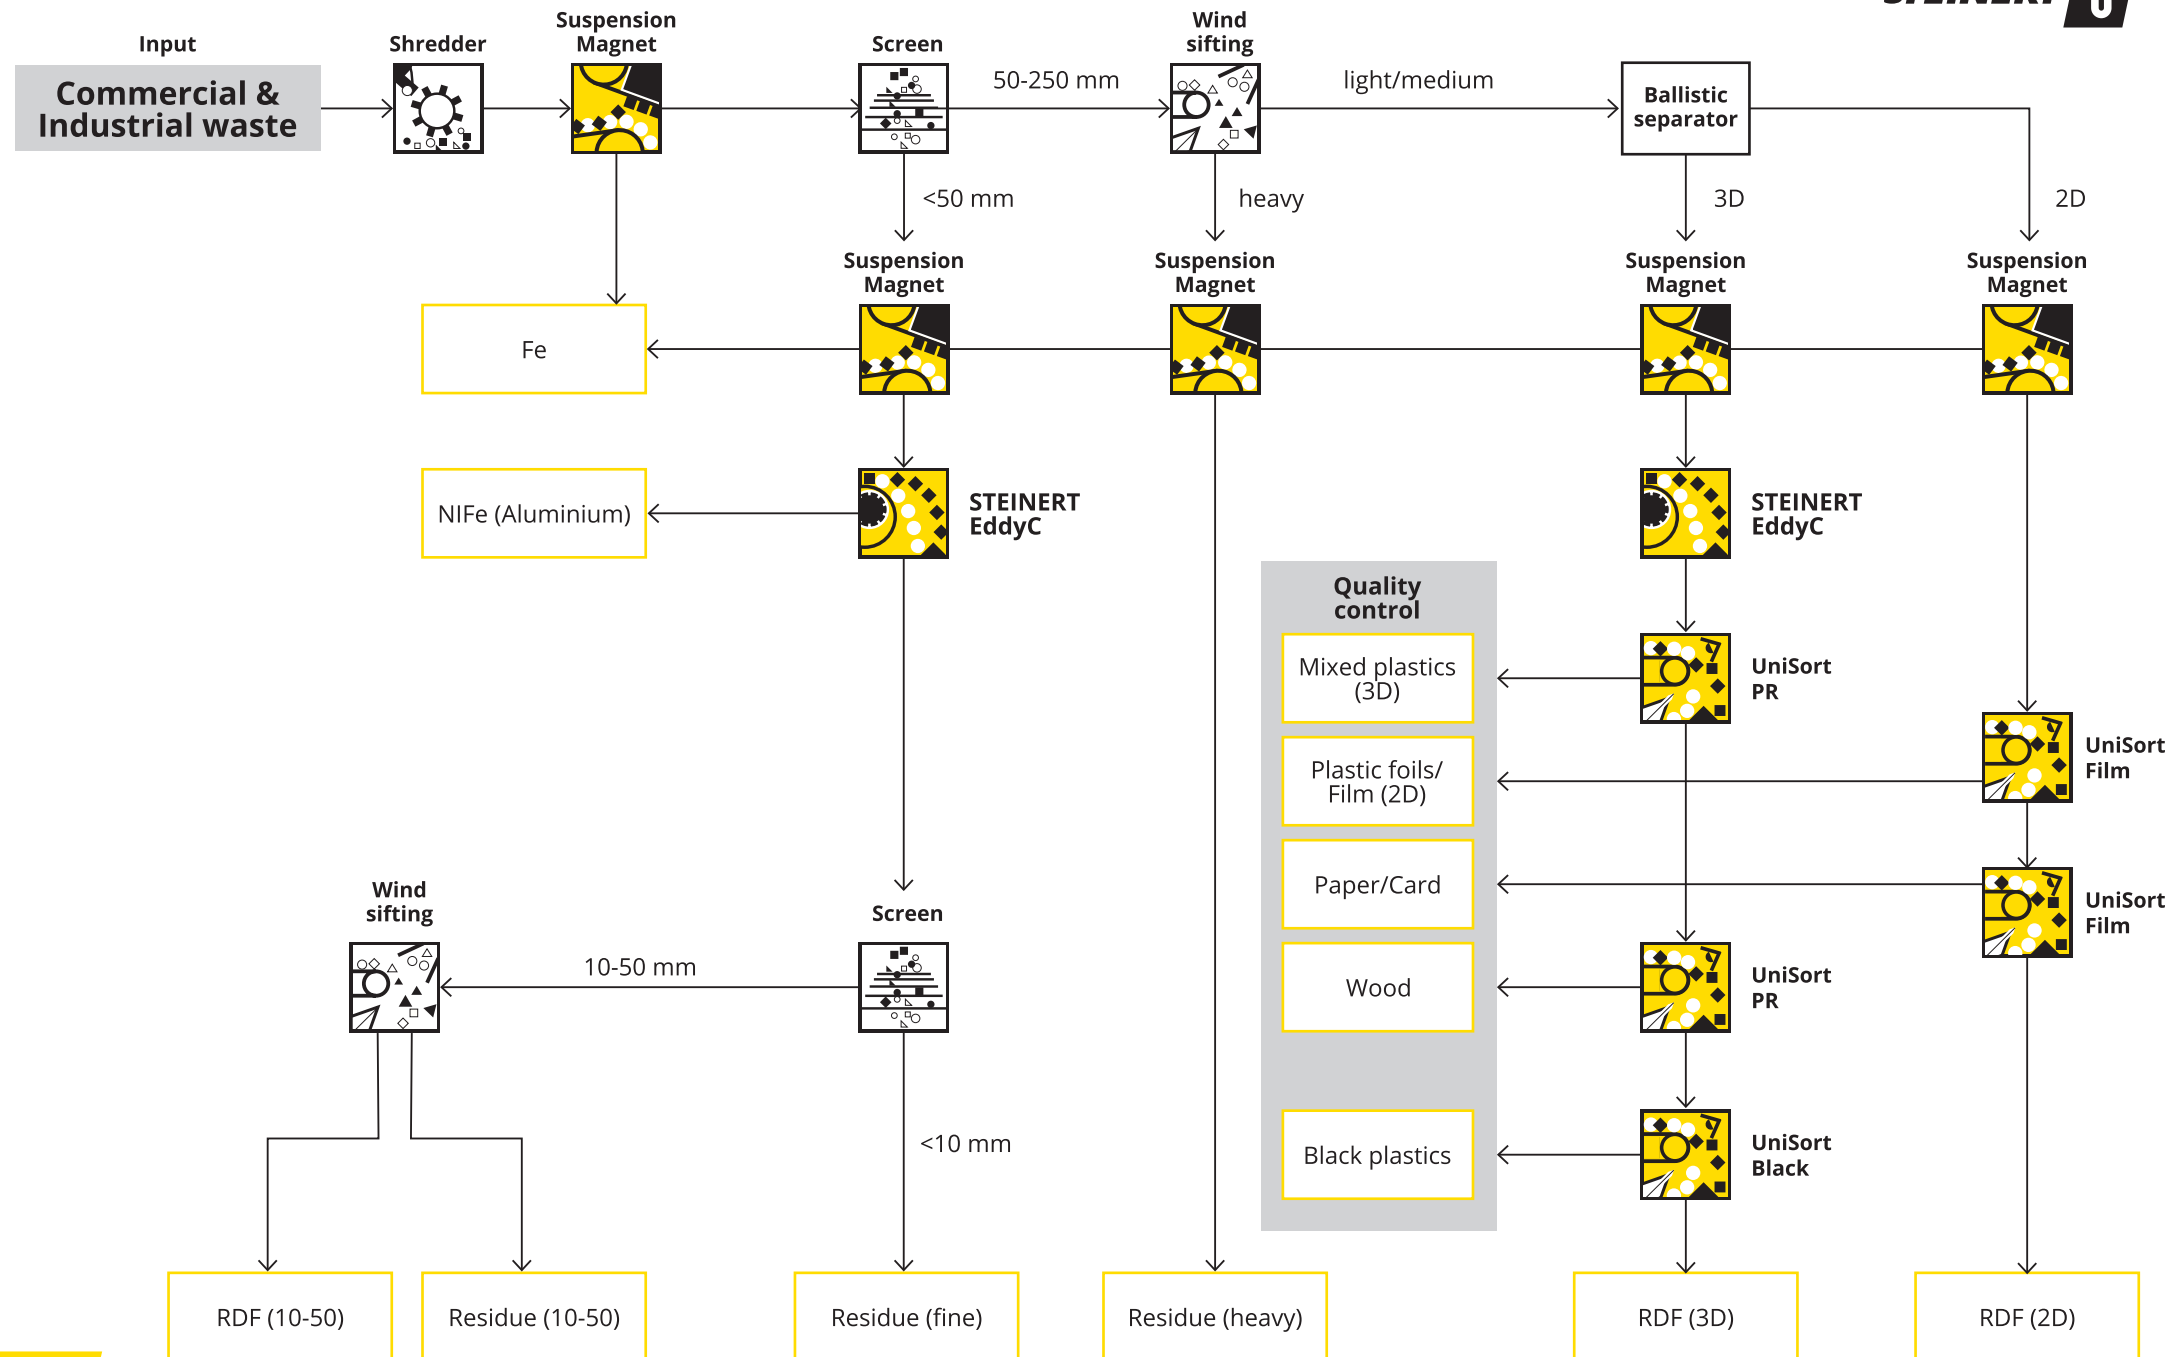 STEINERT
Input
Commercial &
Industrial waste
Shredder
Suspension
Magnet
Screen
50-250 mm
Wind
sifting
light/medium
Ballistic
separator
<50 mm
heavy
3D
2D
Suspension
Magnet
Suspension
Magnet
Suspension
Magnet
Suspension
Magnet
Fe
NIFe (Aluminium)
STEINERT
EddyC
STEINERT
EddyC
Quality
control
Mixed plastics
(3D)
UniSort
PR
Plastic foils/
Film (2D)
UniSort
Film
Paper/Card
UniSort
Film
Wind
sifting
10-50 mm
Screen
Wood
UniSort
PR
<10 mm
Black plastics
UniSort
Black
RDF (10-50)
Residue (10-50)
Residue (fine)
Residue (heavy)
RDF (3D)
RDF (2D)